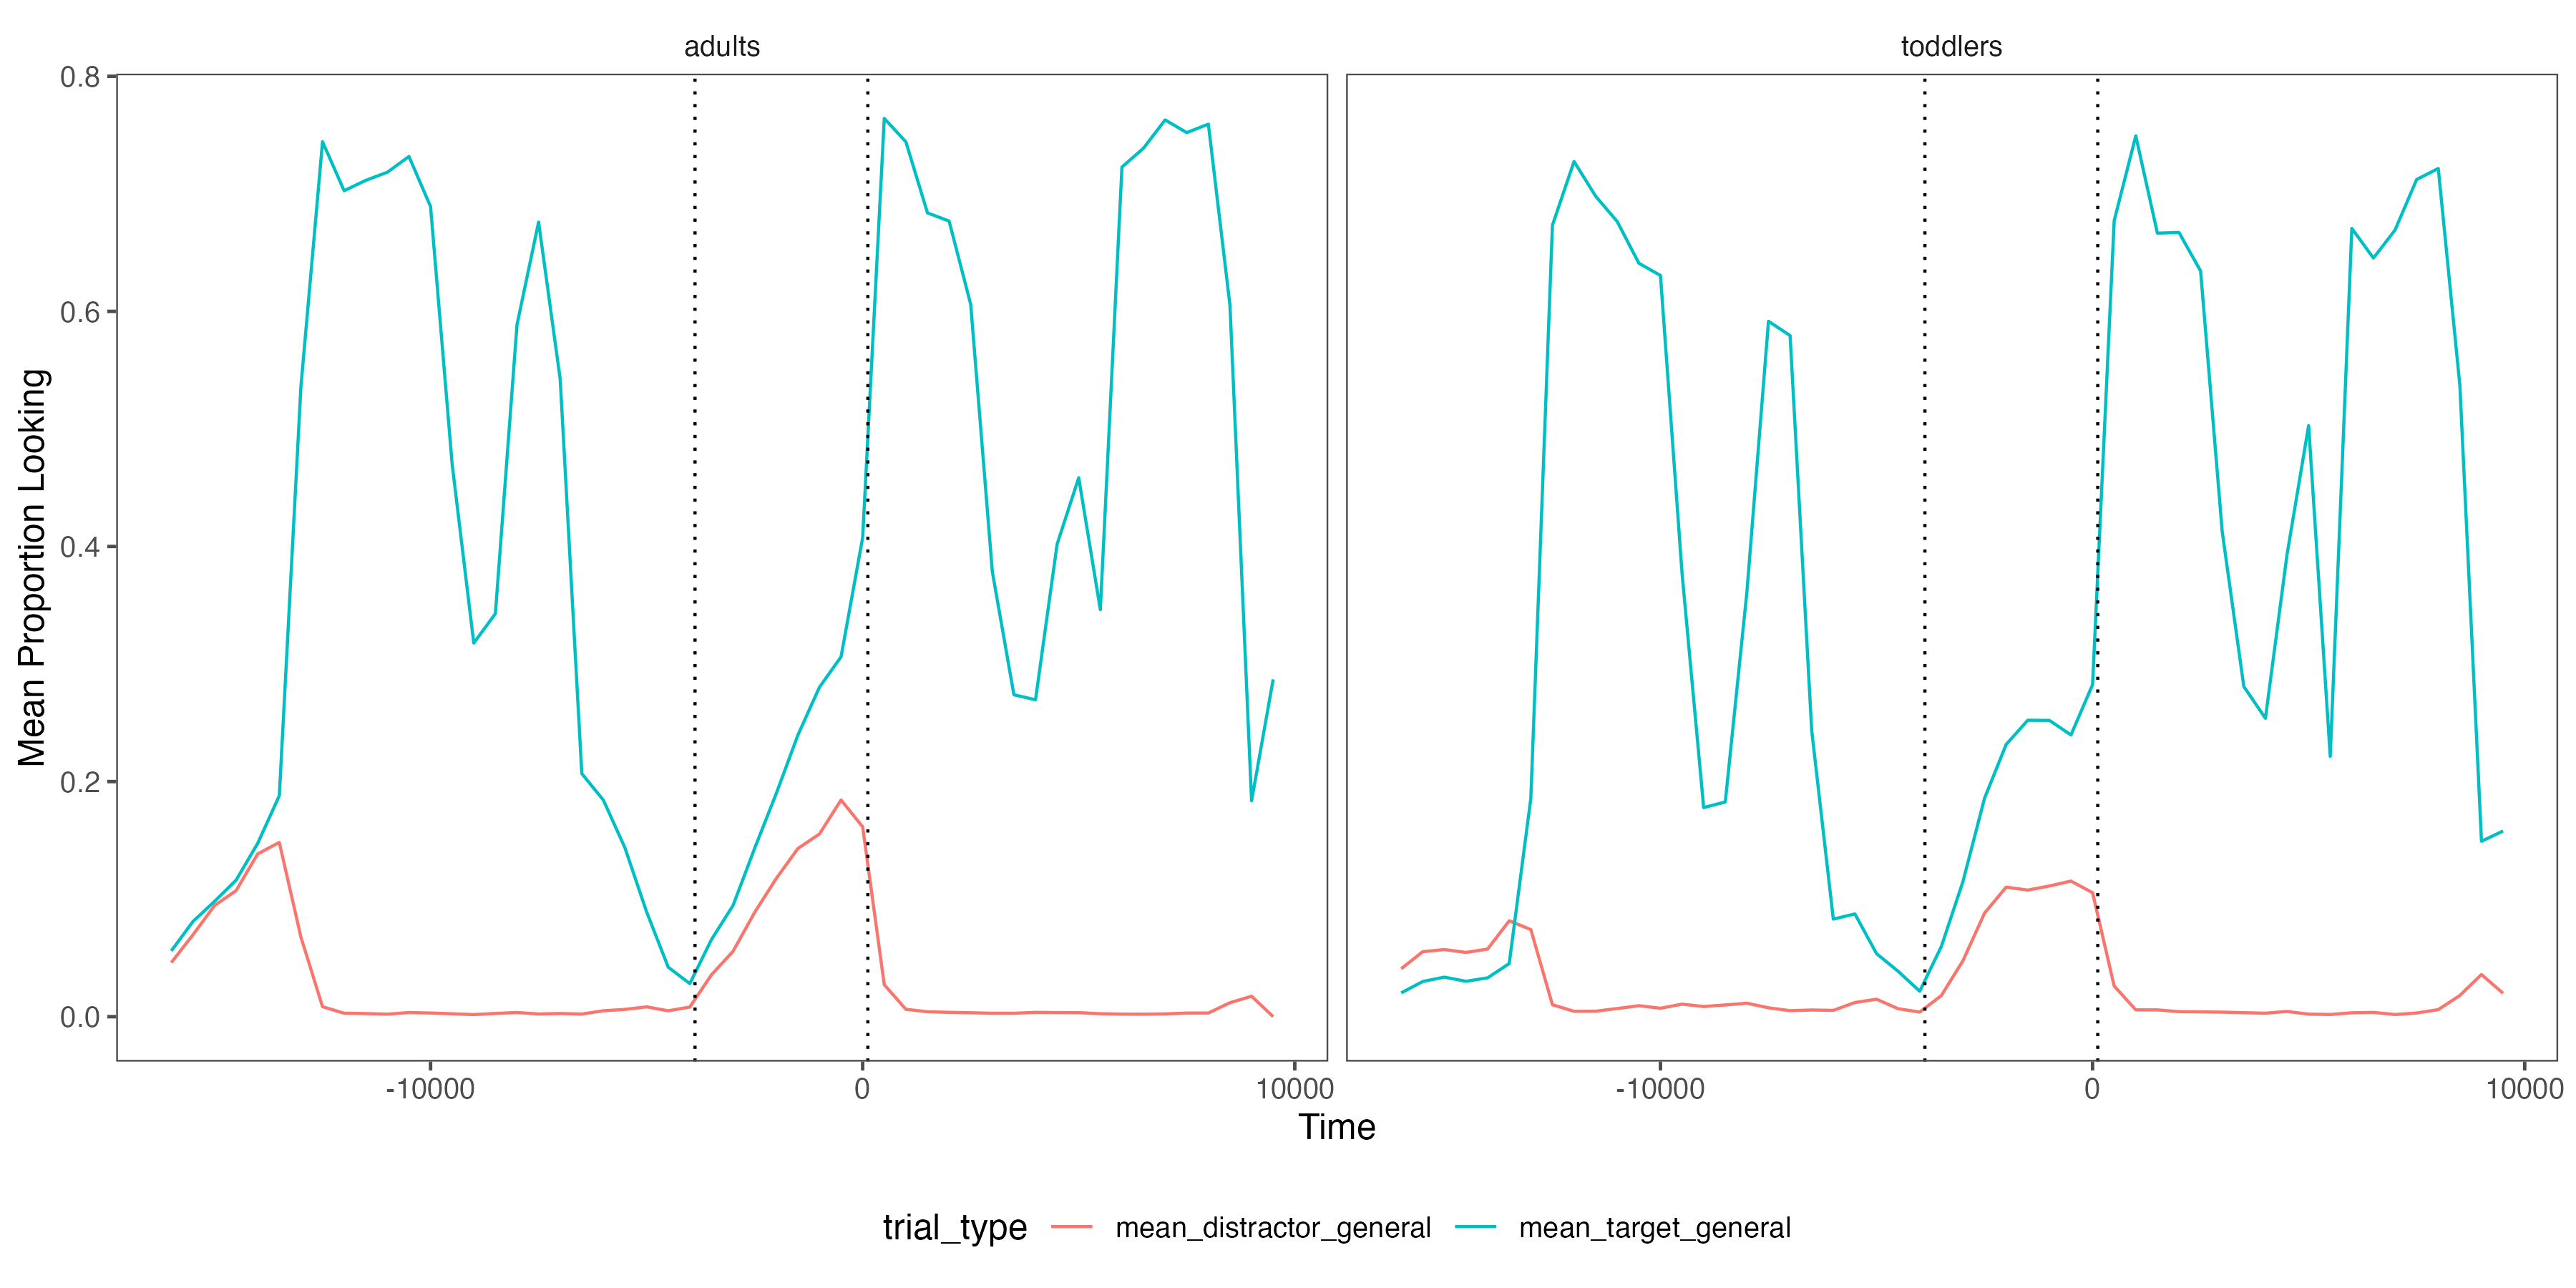 adults
toddlers
0.8
0.6
0.4
0.2
0.0
Mean Proportion Looking
-10000 0 10000
-10000 0 10000
Time
trial_type mean_distractor_general mean_target_general